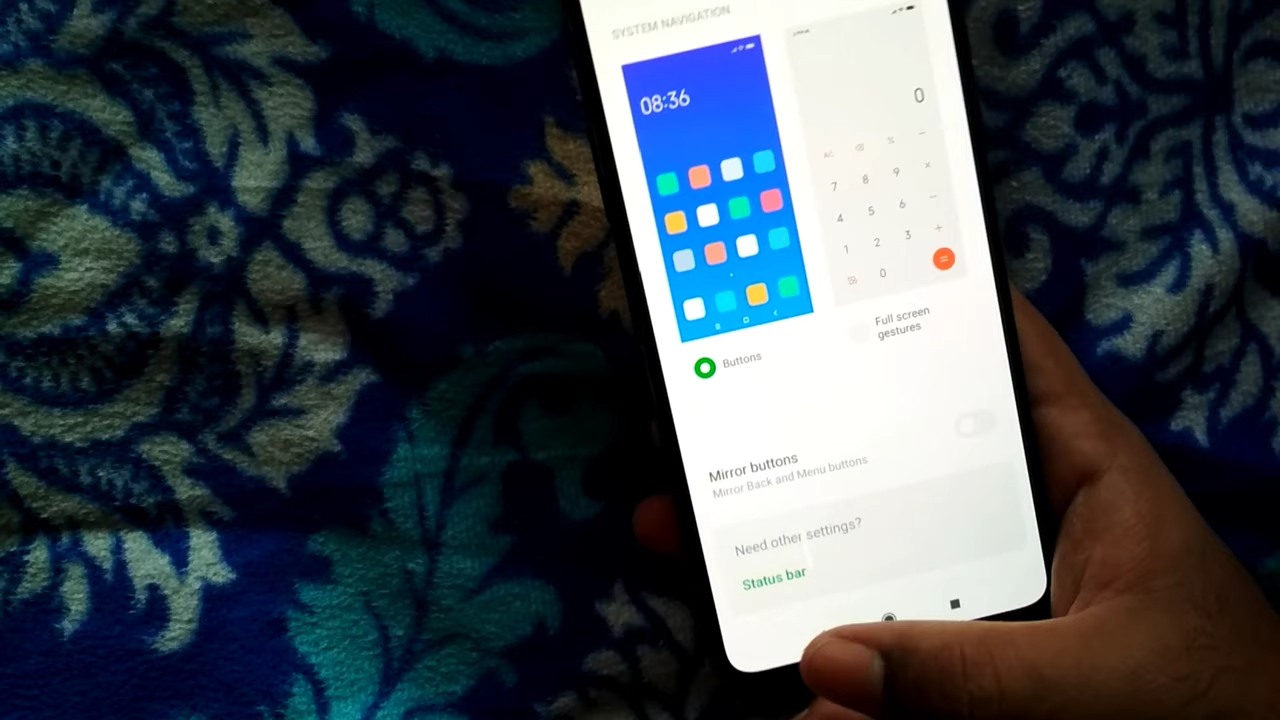 SYSTEM NAVIGATION
08:36
0
AC %
7 8 9 ×
4 5 6 −
1 2 3 +
0 =
Buttons
Full screen
gestures
Mirror buttons
Mirror Back and Menu buttons
Need other settings?
Status bar